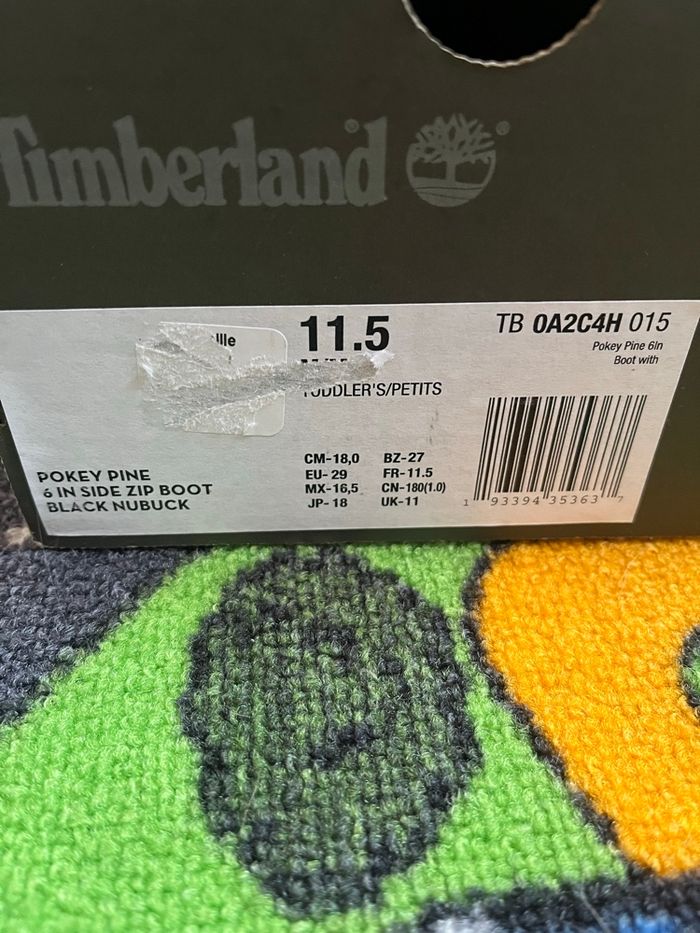 Timberland®
11.5
TODDLER'S/PETITS
TB 0A2C4H 015
Pokey Pine 6In
Boot with
POKEY PINE
6 IN SIDE ZIP BOOT
BLACK NUBUCK
CM-18,0 BZ-27
EU- 29 FR-11.5
MX-16,5 CN-180(1.0)
JP- 18 UK-11
1 93394 35363 7